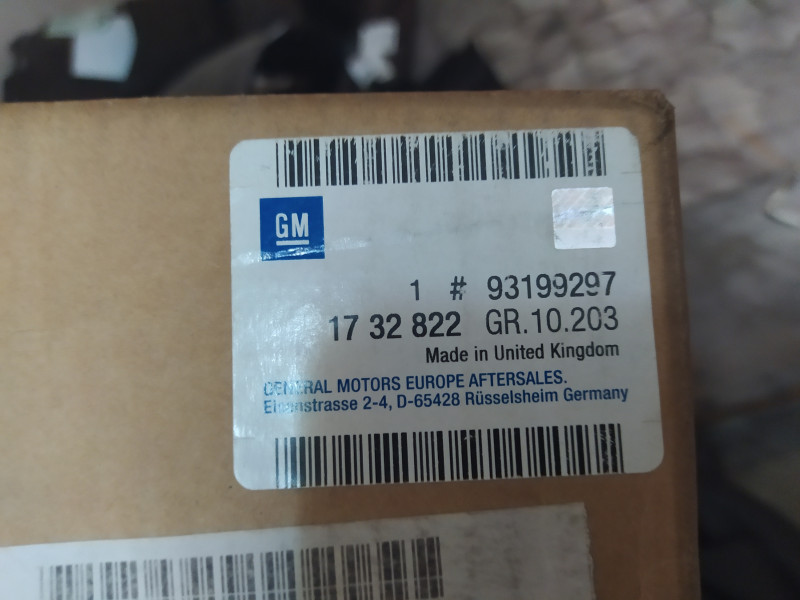 GM
1 # 93199297
17 32 822 GR.10.203
Made in United Kingdom
GENERAL MOTORS EUROPE AFTERSALES.
Eisenstrasse 2-4, D-65428 Rüsselsheim Germany